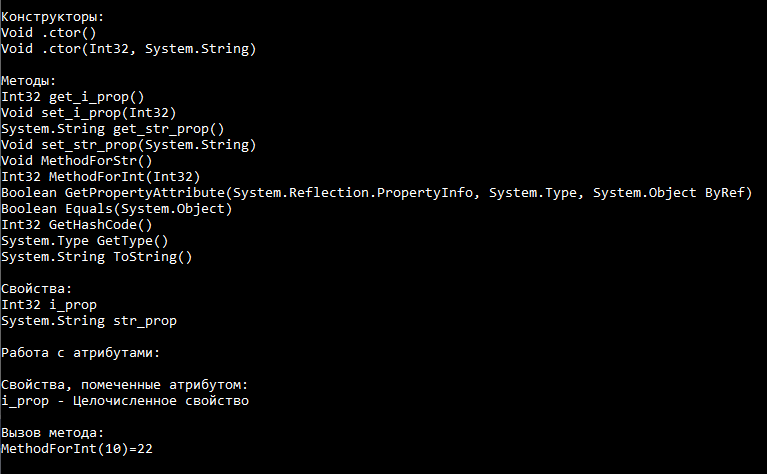 Конструкторы:
Void .ctor()
Void .ctor(Int32, System.String)
Методы:
Int32 get_i_prop()
Void set_i_prop(Int32)
System.String get_str_prop()
Void set_str_prop(System.String)
Void MethodForStr()
Int32 MethodForInt(Int32)
Boolean GetPropertyAttribute(System.Reflection.PropertyInfo, System.Type, System.Object ByRef)
Boolean Equals(System.Object)
Int32 GetHashCode()
System.Type GetType()
System.String ToString()
Свойства:
Int32 i_prop
System.String str_prop
Работа с атрибутами:
Свойства, помеченные атрибутом:
i_prop - Целочисленное свойство
Вызов метода:
MethodForInt(10)=22